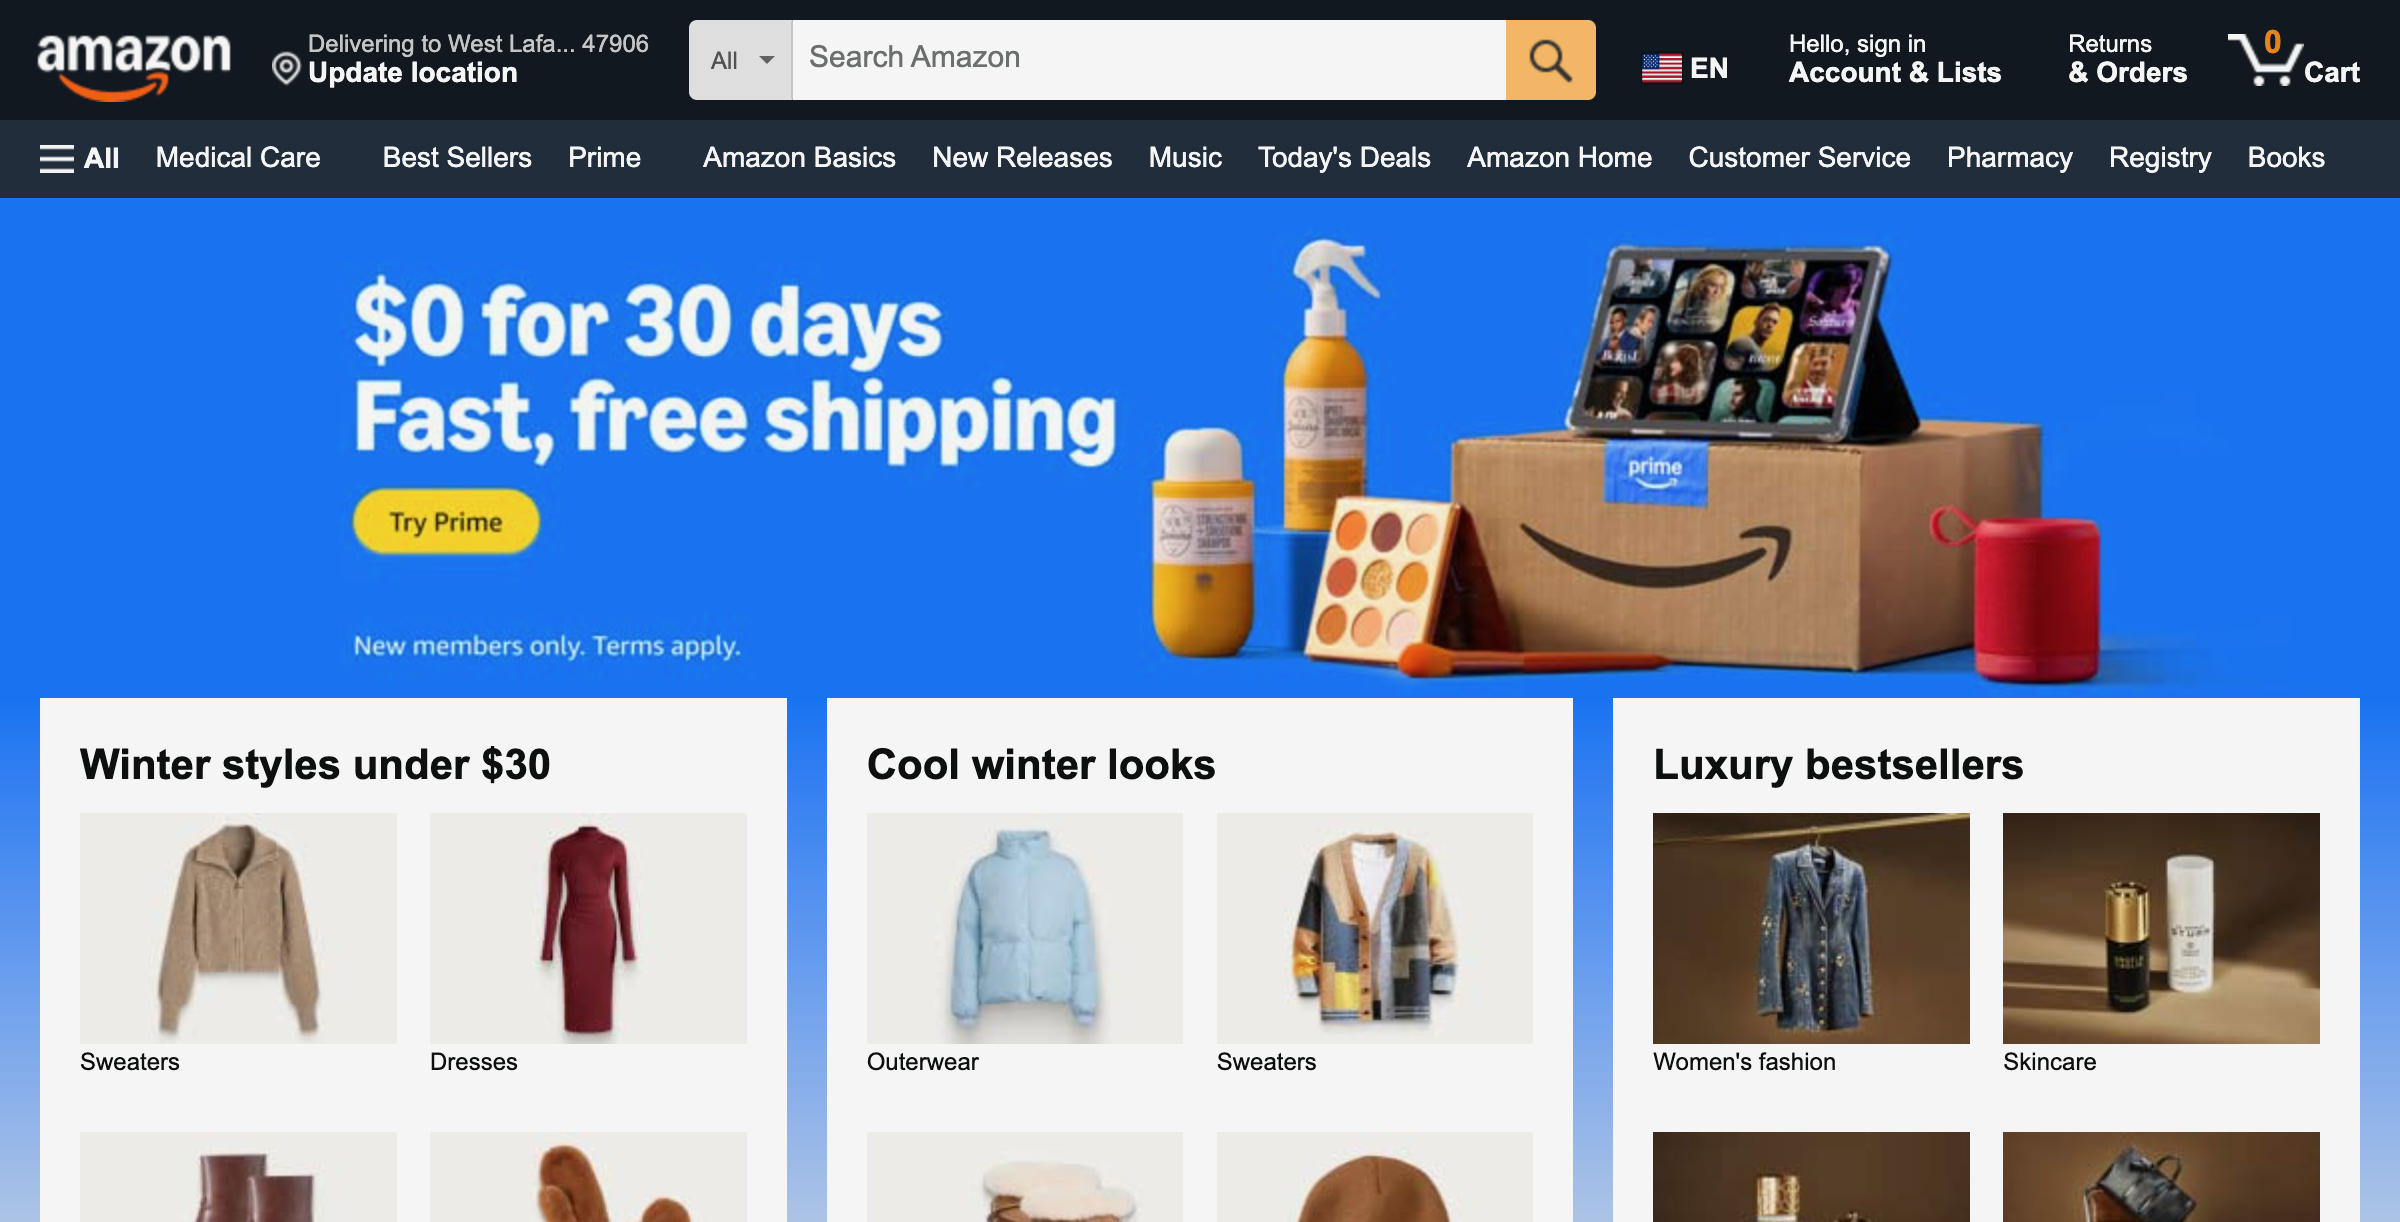 amazon
Delivering to West Lafa... 47906
Update location
All
Search Amazon
EN
Hello, sign in
Account & Lists
Returns
& Orders
0
Cart
All
Medical Care
Best Sellers
Prime
Amazon Basics
New Releases
Music
Today's Deals
Amazon Home
Customer Service
Pharmacy
Registry
Books
$0 for 30 days
Fast, free shipping
Try Prime
New members only. Terms apply.
prime
Winter styles under $30
Sweaters
Dresses
Cool winter looks
Outerwear
Sweaters
Luxury bestsellers
Women's fashion
Skincare